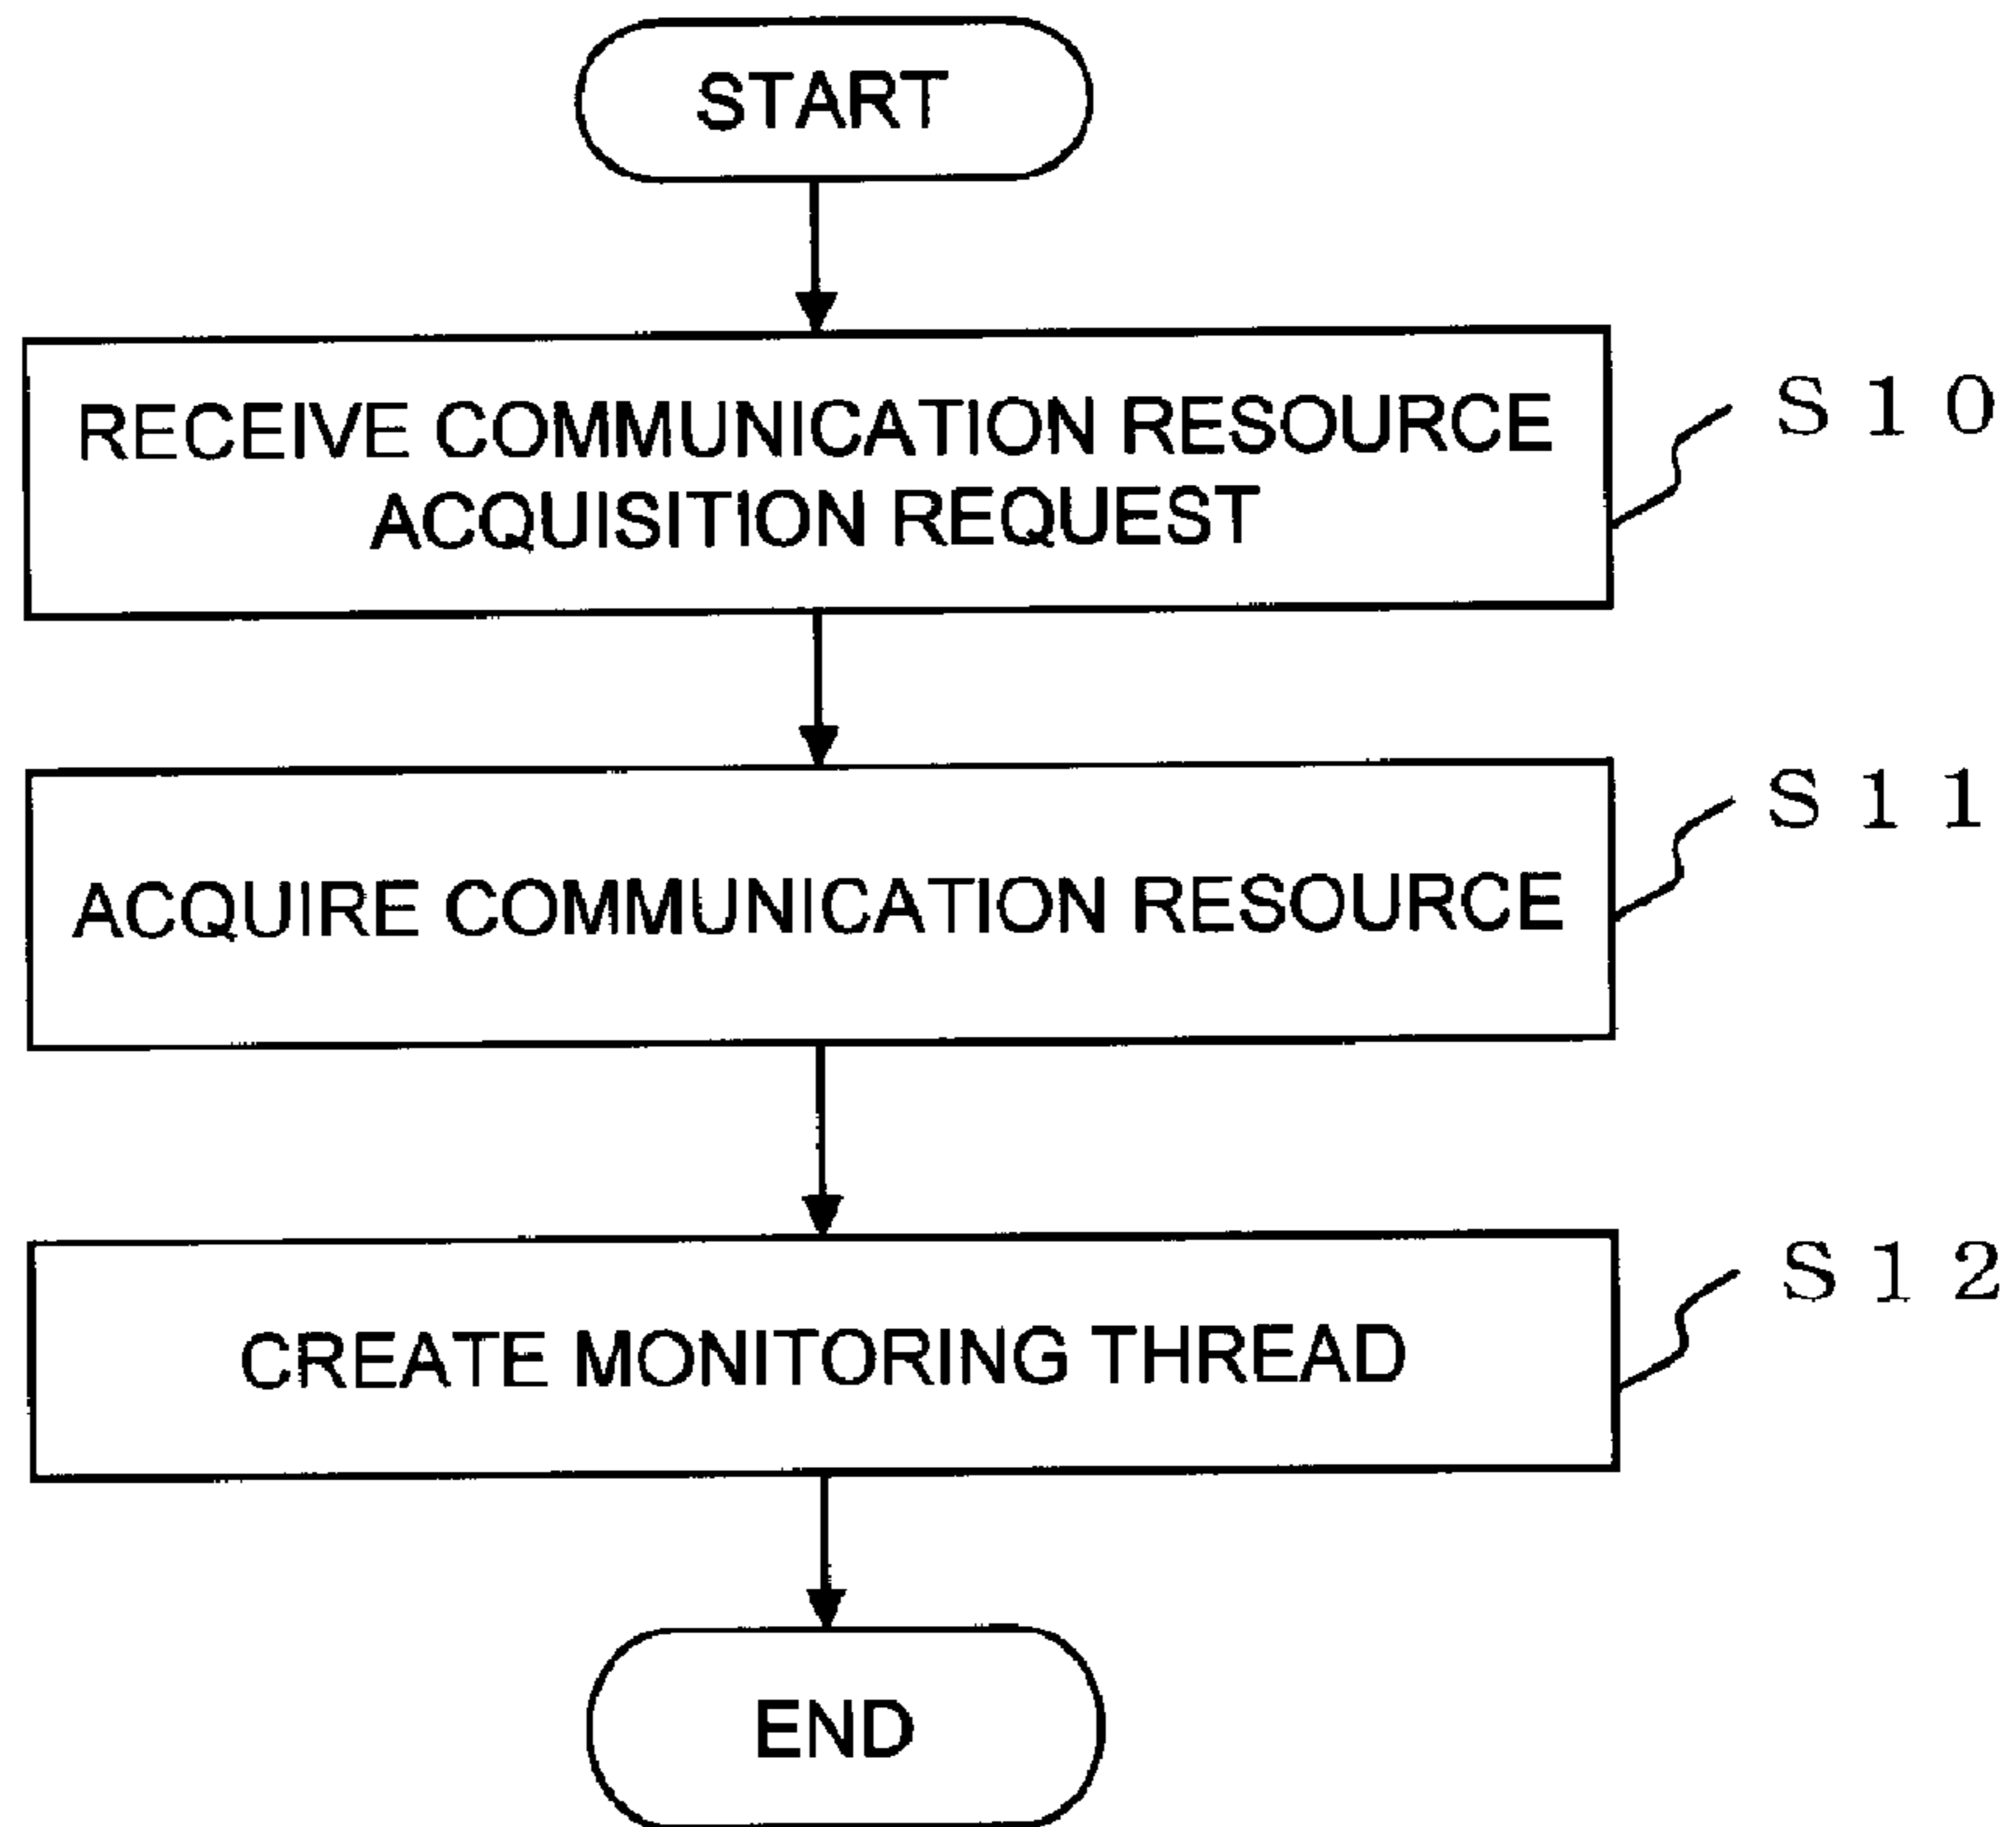 START
RECEIVE COMMUNICATION RESOURCE
ACQUISITION REQUEST
S10
ACQUIRE COMMUNICATION RESOURCE
S11
CREATE MONITORING THREAD
S12
END